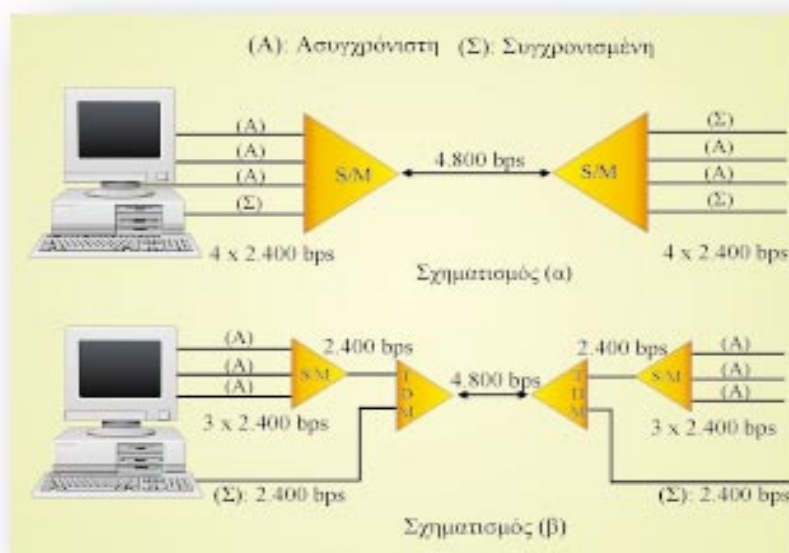 (Α): Ασυγχρόνιστη (Σ): Συγχρονισμένη
(Α)
(Α)
(Α)
(Σ)
S/M
4.800 bps
S/M
(Σ)
(Α)
(Α)
(Σ)
4 x 2.400 bps
4 x 2.400 bps
Σχηματισμός (α)
(Α)
(Α)
(Α)
2.400 bps
S/M
TDM
4.800 bps
TDM
2.400 bps
S/M
(Α)
(Α)
(Α)
3 x 2.400 bps
3 x 2.400 bps
(Σ): 2.400 bps
(Σ): 2.400 bps
Σχηματισμός (β)